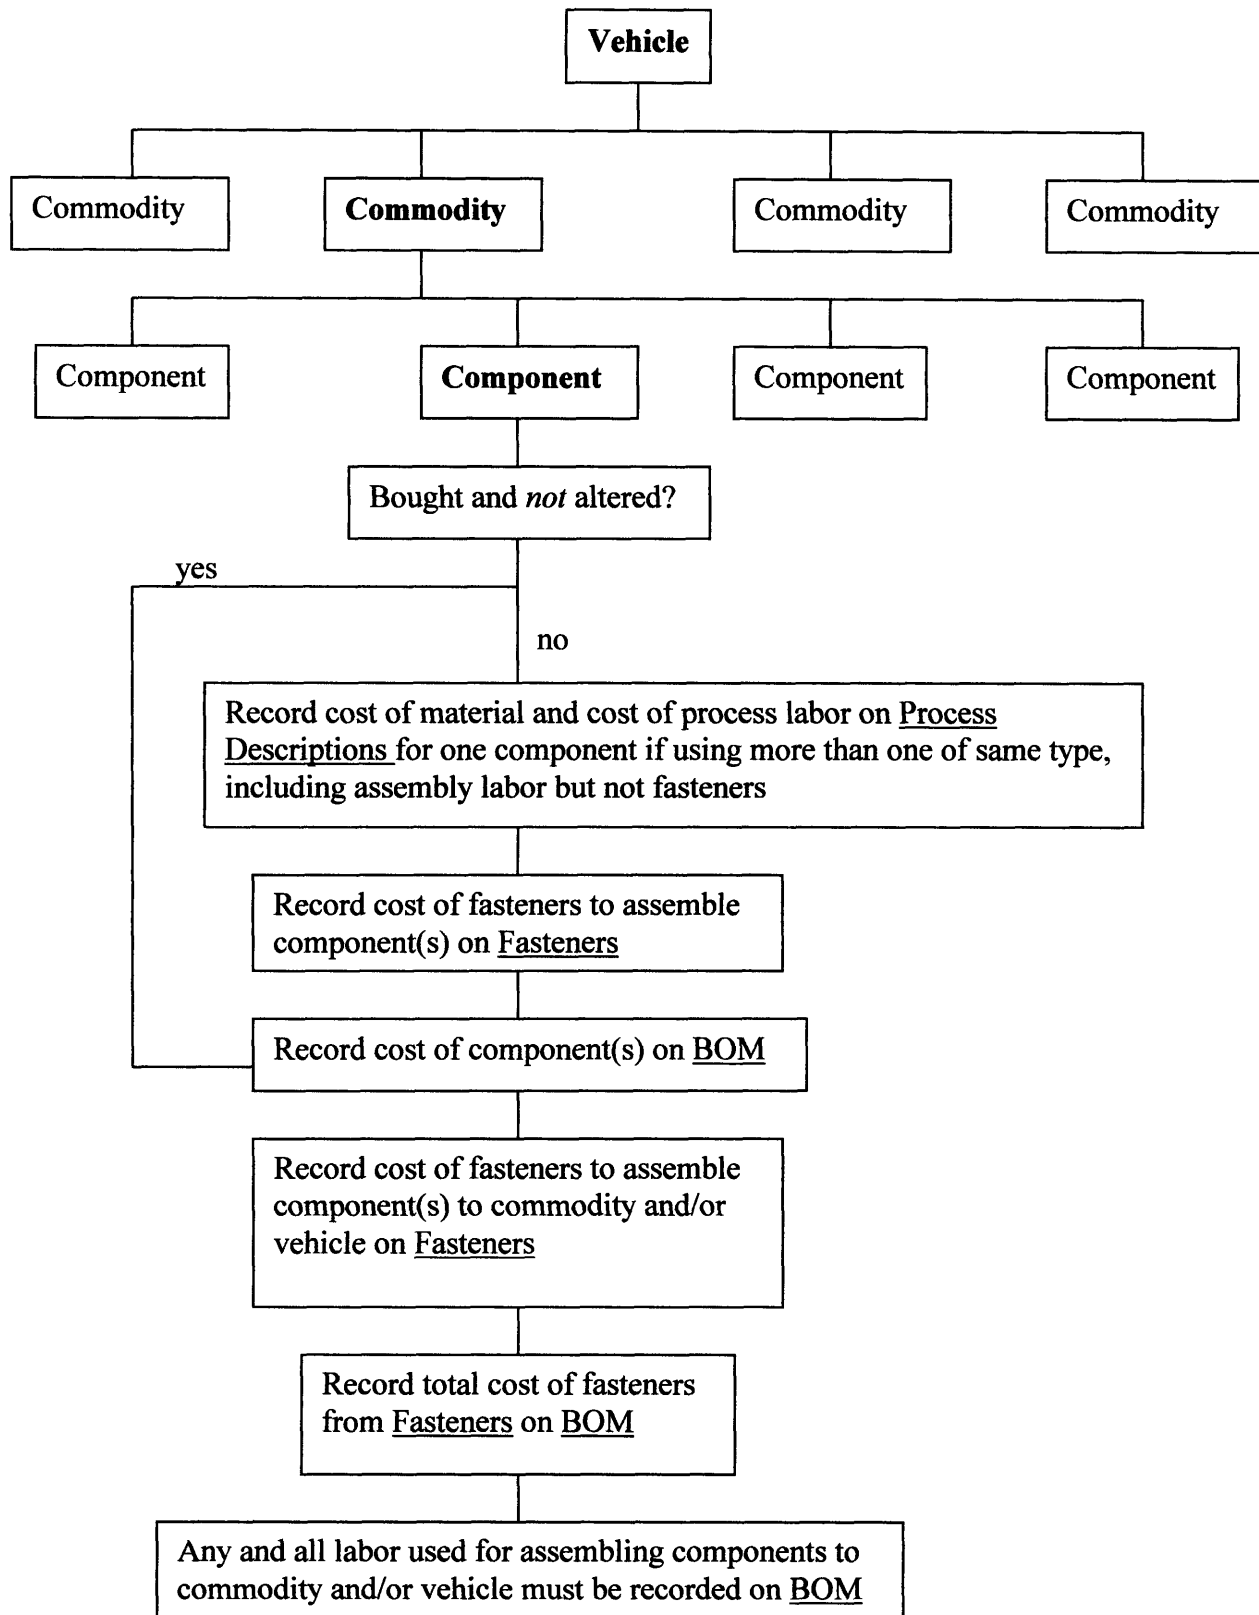 Vehicle
Commodity
Commodity
Commodity
Commodity
Component
Component
Component
Component
Bought and not altered?
yes
no
Record cost of material and cost of process labor on Process
Descriptions for one component if using more than one of same type,
including assembly labor but not fasteners
Record cost of fasteners to assemble
component(s) on Fasteners
Record cost of component(s) on BOM
Record cost of fasteners to assemble
component(s) to commodity and/or
vehicle on Fasteners
Record total cost of fasteners
from Fasteners on BOM
Any and all labor used for assembling components to
commodity and/or vehicle must be recorded on BOM